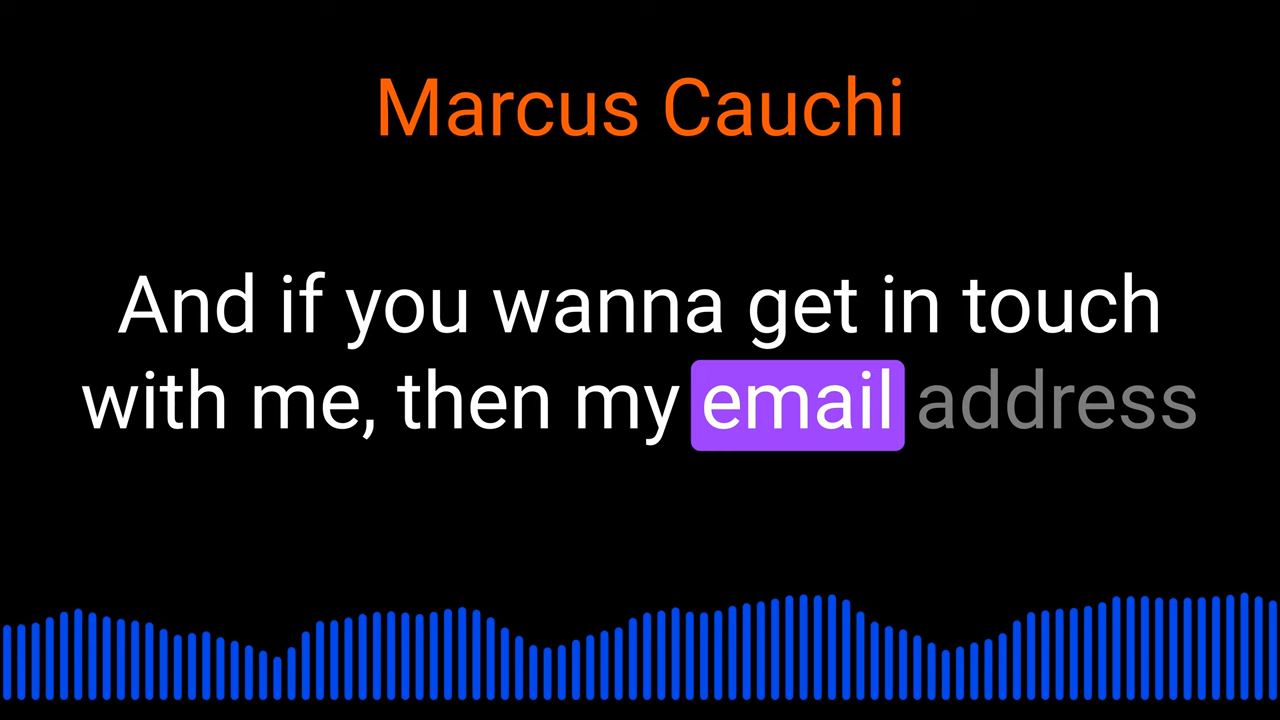 Marcus Cauchi
And if you wanna get in touch
with me, then my email address